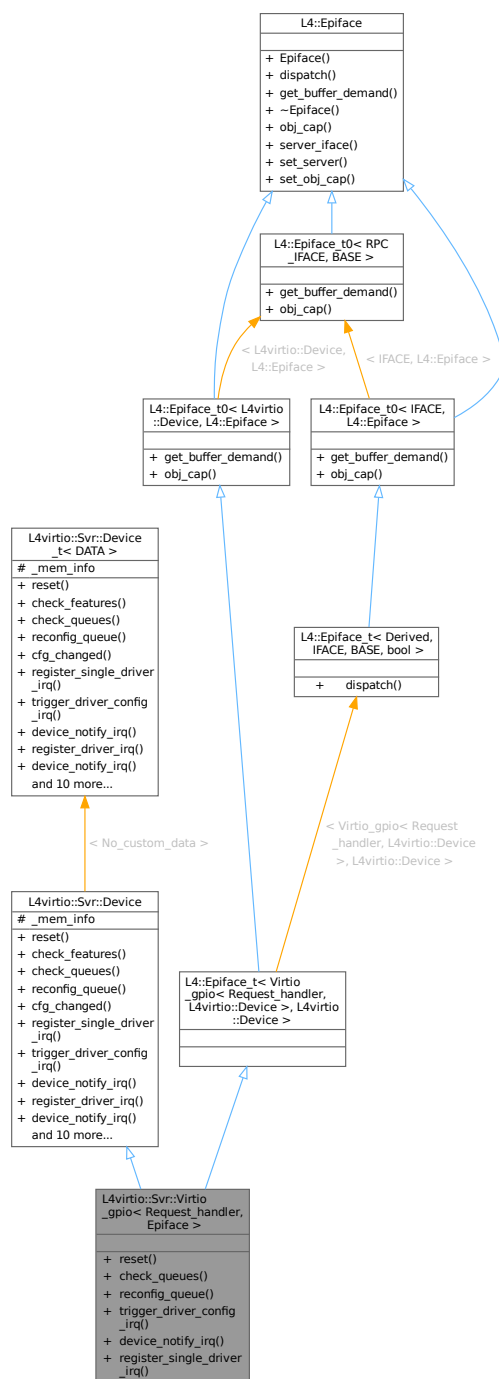 L4::Epiface
+ Epiface()
+ dispatch()
+ get_buffer_demand()
+ ~Epiface()
+ obj_cap()
+ server_iface()
+ set_server()
+ set_obj_cap()
L4::Epiface_t0< RPC
_IFACE, BASE >
+ get_buffer_demand()
+ obj_cap()
< L4virtio::Device,
L4::Epiface >
< IFACE, L4::Epiface >
L4::Epiface_t0< L4virtio
::Device, L4::Epiface >
+ get_buffer_demand()
+ obj_cap()
L4::Epiface_t0< IFACE,
L4::Epiface >
+ get_buffer_demand()
+ obj_cap()
L4virtio::Svr::Device
_t< DATA >
# _mem_info
+ reset()
+ check_features()
+ check_queues()
+ reconfig_queue()
+ cfg_changed()
+ register_single_driver
_irq()
+ trigger_driver_config
_irq()
+ device_notify_irq()
+ register_driver_irq()
+ device_notify_irq()
and 10 more...
L4::Epiface_t< Derived,
IFACE, BASE, bool >
+ dispatch()
< No_custom_data >
< Virtio_gpio< Request
_handler, L4virtio::Device
>, L4virtio::Device >
L4virtio::Svr::Device
# _mem_info
+ reset()
+ check_features()
+ check_queues()
+ reconfig_queue()
+ cfg_changed()
+ register_single_driver
_irq()
+ trigger_driver_config
_irq()
+ device_notify_irq()
+ register_driver_irq()
+ device_notify_irq()
and 10 more...
L4::Epiface_t< Virtio
_gpio< Request_handler,
L4virtio::Device >, L4virtio
::Device >
L4virtio::Svr::Virtio
_gpio< Request_handler,
Epiface >
+ reset()
+ check_queues()
+ reconfig_queue()
+ trigger_driver_config
_irq()
+ device_notify_irq()
+ register_single_driver
_irq()